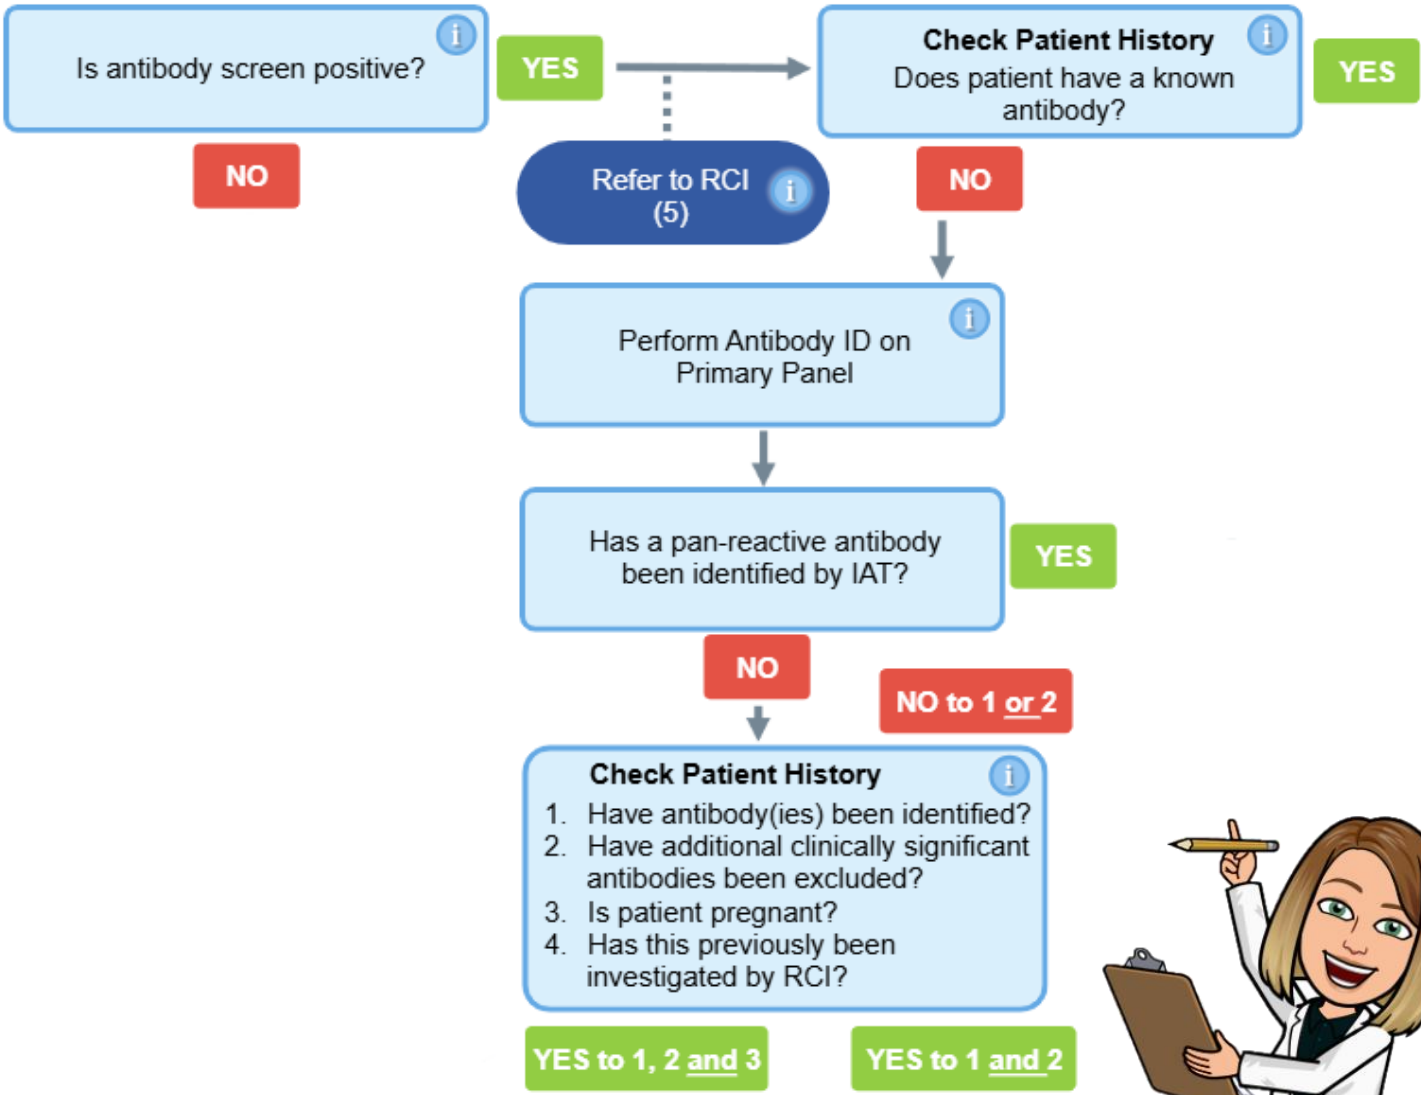 Is antibody screen positive?
i
YES
Check Patient History
i
Does patient have a known
antibody?
YES
NO
Refer to RCI
(5)
i
NO
Perform Antibody ID on
Primary Panel
i
Has a pan-reactive antibody
been identified by IAT?
YES
NO
NO to 1 or 2
Check Patient History
i
1. Have antibody(ies) been identified?
2. Have additional clinically significant
antibodies been excluded?
3. Is patient pregnant?
4. Has this previously been
investigated by RCI?
YES to 1, 2 and 3
YES to 1 and 2